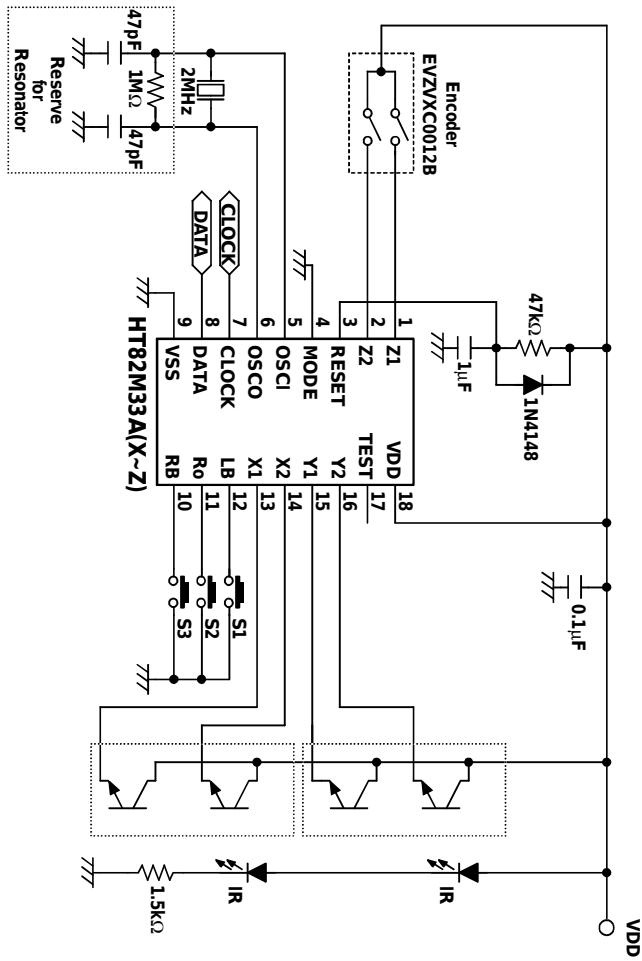 VDD
Encoder
EVZVXC0012B
47kΩ
1N4148
1μF
0.1μF
2MHz
1MΩ
47pF
47pF
Reserve
for
Resonator
CLOCK
DATA
1
2
3
4
5
6
7
8
9
Z1
Z2
RESET
MODE
OSCI
OSCO
CLOCK
DATA
VSS
VDD
TEST
Y2
Y1
X2
X1
LB
Ro
RB
18
17
16
15
14
13
12
11
10
HT82M33A(X~Z)
S1
S2
S3
IR
IR
1.5kΩ